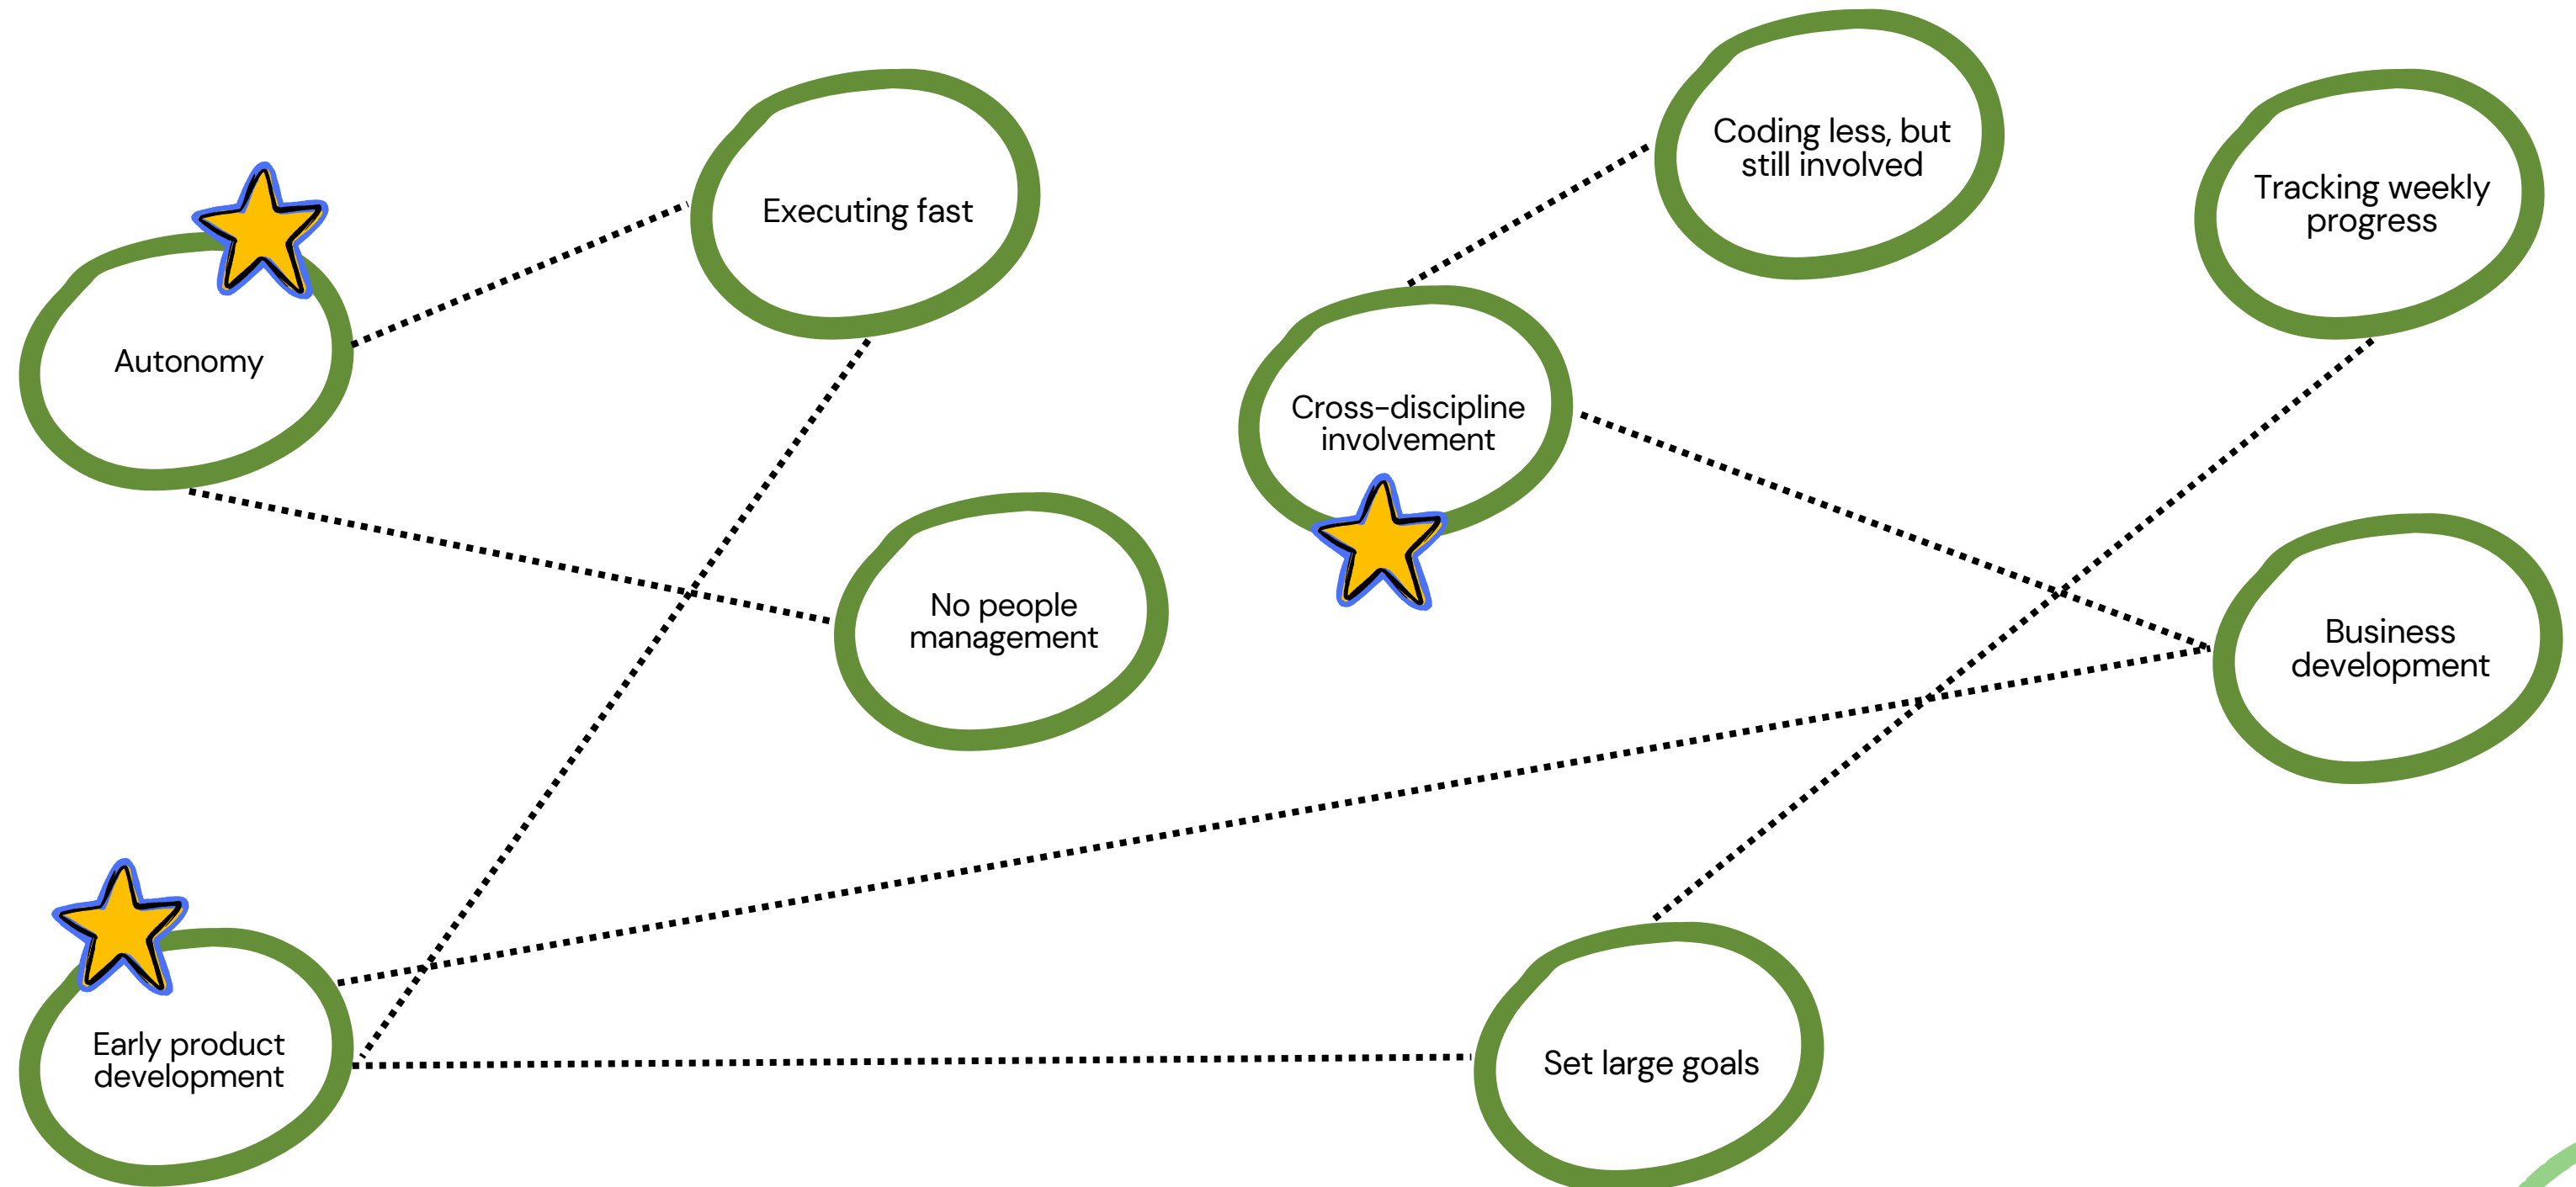 Coding less, but
still involved
Executing fast
Tracking weekly
progress
Autonomy
Cross-discipline
involvement
No people
management
Business
development
Early product
development
Set large goals